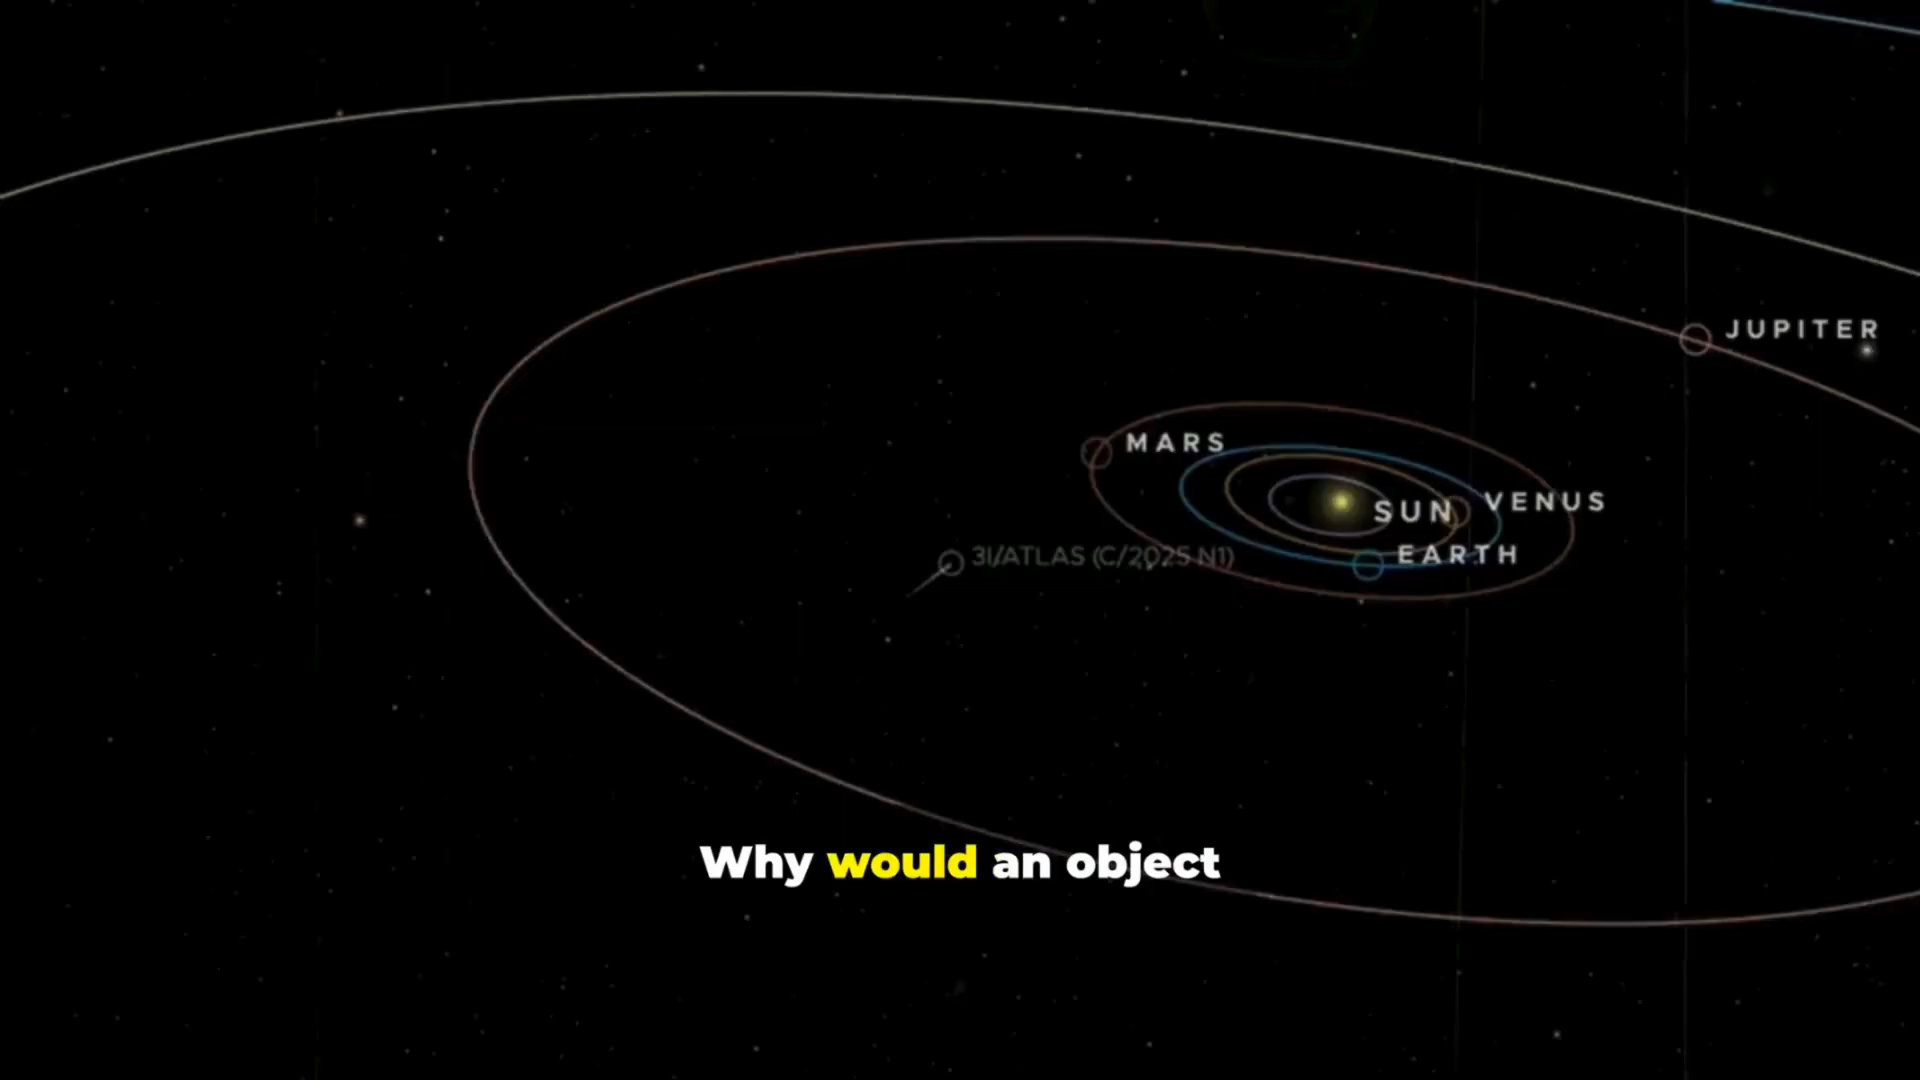 JUPITER
MARS
VENUS
SUN
EARTH
3I/ATLAS (C/2025 N1)
Why would an object